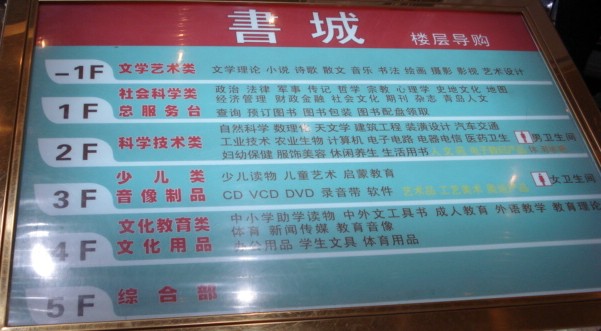 書城 楼层导购
-1F 文学艺术类 文学理论 小说 诗歌 散文 音乐 书法 绘画 摄影 影视 艺术设计
1F 社会科学类 政治 法律 军事 传记 哲学 宗教 心理学 史地文化 地图
经济管理 财政金融 社会文化 期刊 杂志 青岛人文
总服务台 查询 预订图书 图书包装 图书配盘领取
2F 科学技术类 自然科学 数理化 天文学 建筑工程 装潢设计 汽车交通
工业技术 农业生物 计算机 电子电路 电器电信 医药卫生 男卫生间
妇幼保健 服饰美容 休闲养生 生活用书
3F 少儿类 少儿读物 儿童艺术 启蒙教育 女卫生间
音像制品 CD VCD DVD 录音带 软件
4F 文化教育类 中小学助学读物 中外文工具书 成人教育 外语教学 教育理论
体育 新闻传媒 教育音像
文化用品 办公用品 学生文具 体育用品
5F 综合部